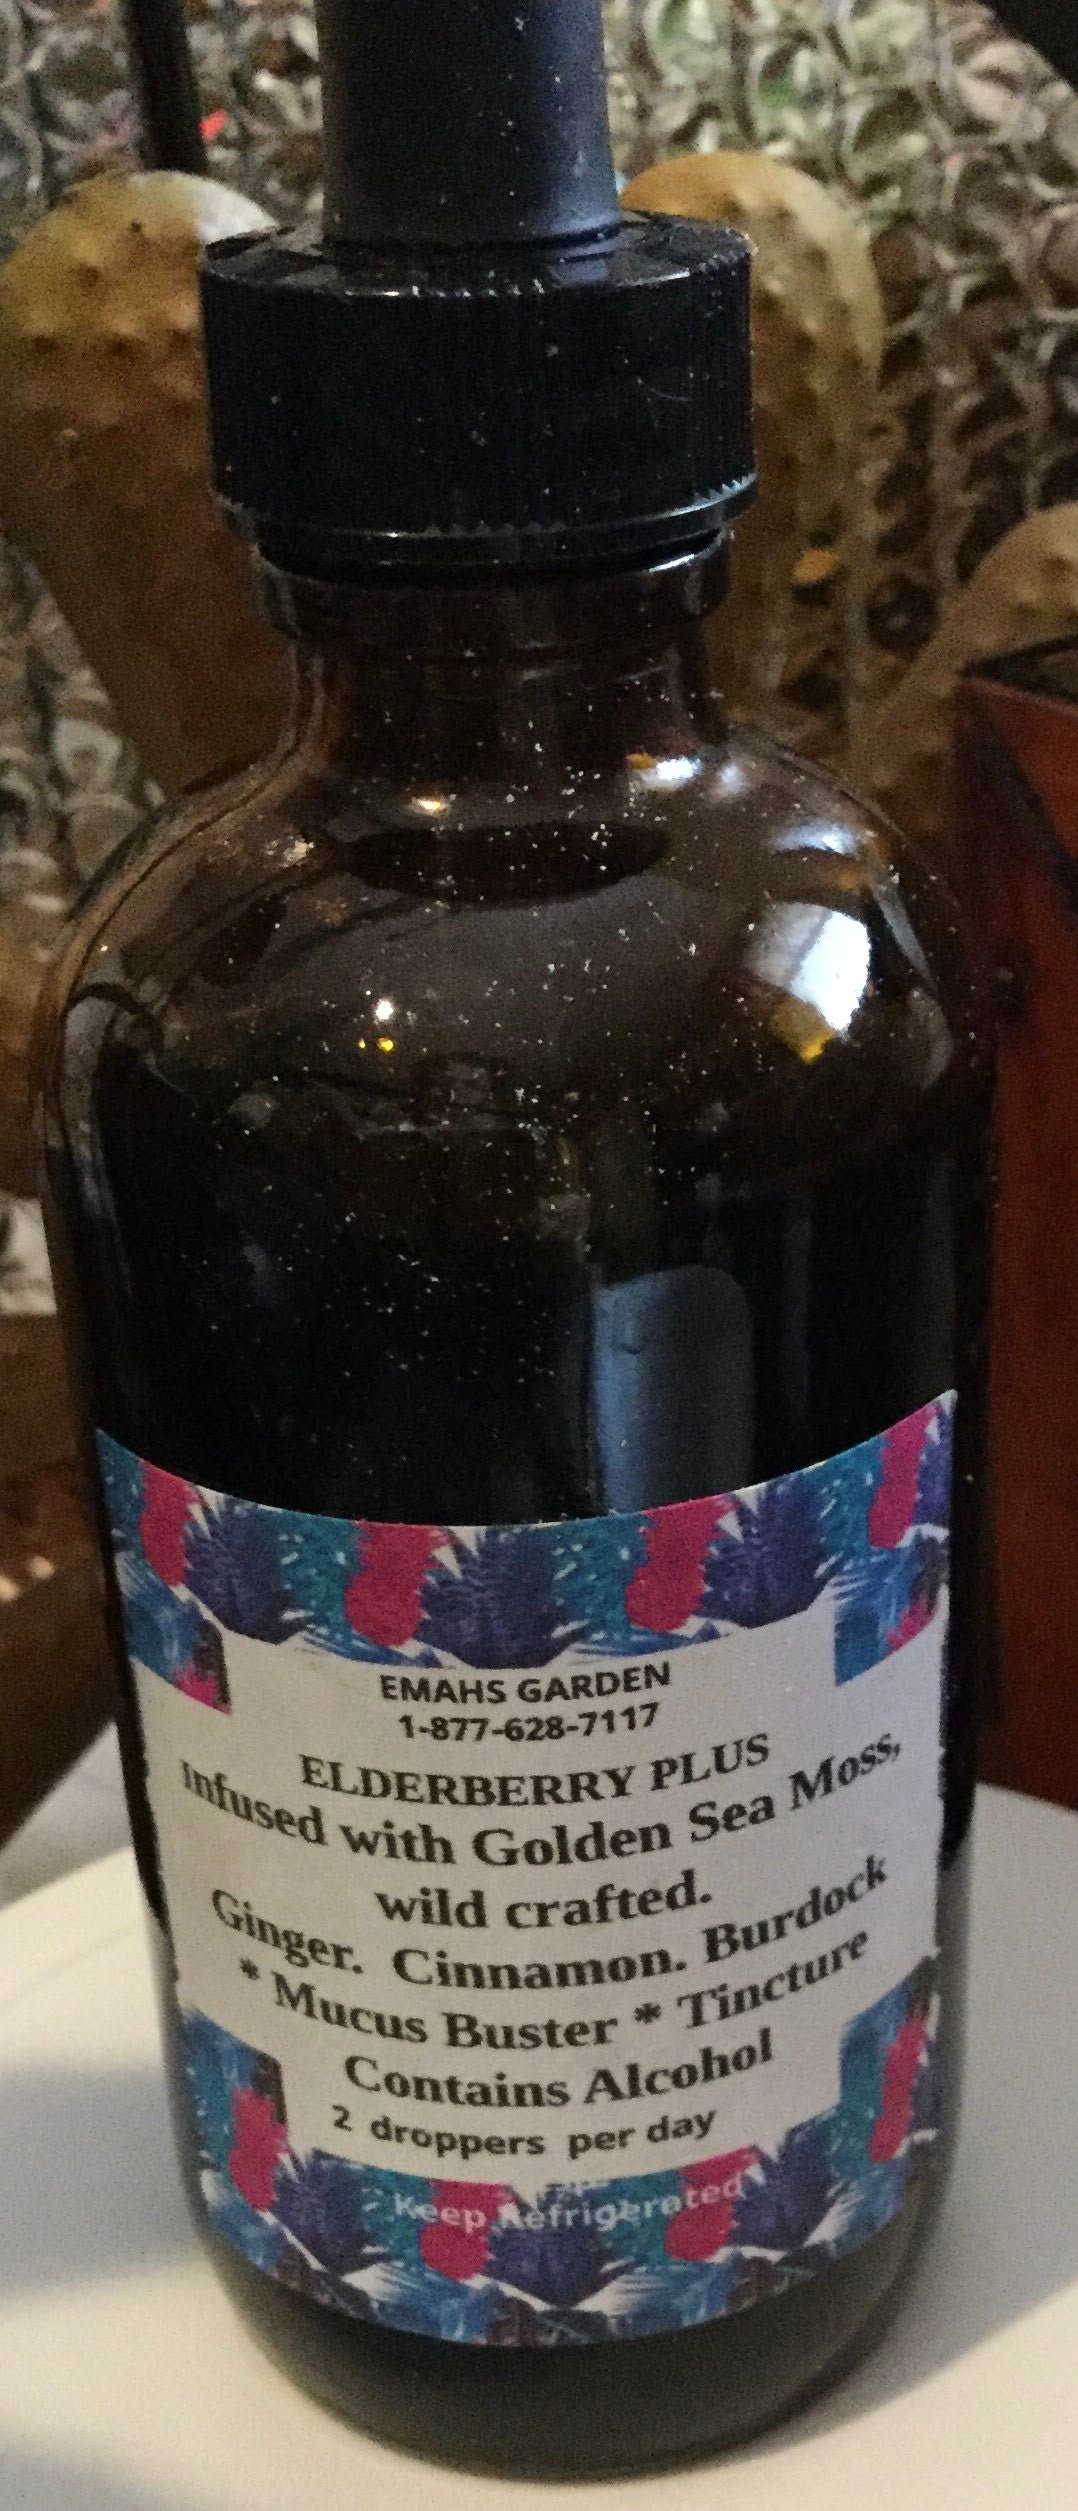 EMAHS GARDEN
1-877-628-7117
ELDERBERRY PLUS
Infused with Golden Sea Moss,
wild crafted.
Ginger. Cinnamon. Burdock
* Mucus Buster * Tincture
Contains Alcohol
2 droppers per day
Keep Refrigerated